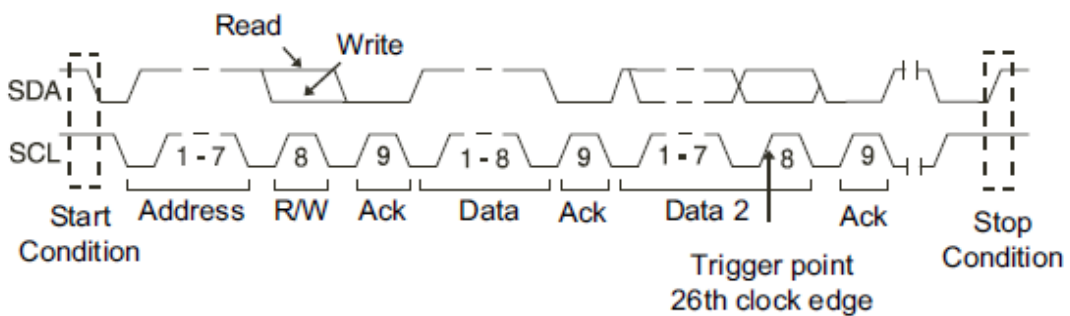 Read
Write
SDA
SCL
1 - 7
8
9
1 - 8
9
1 - 7
8
9
Start
Condition
Address
R/W
Ack
Data
Ack
Data 2
Ack
Stop
Condition
Trigger point
26th clock edge